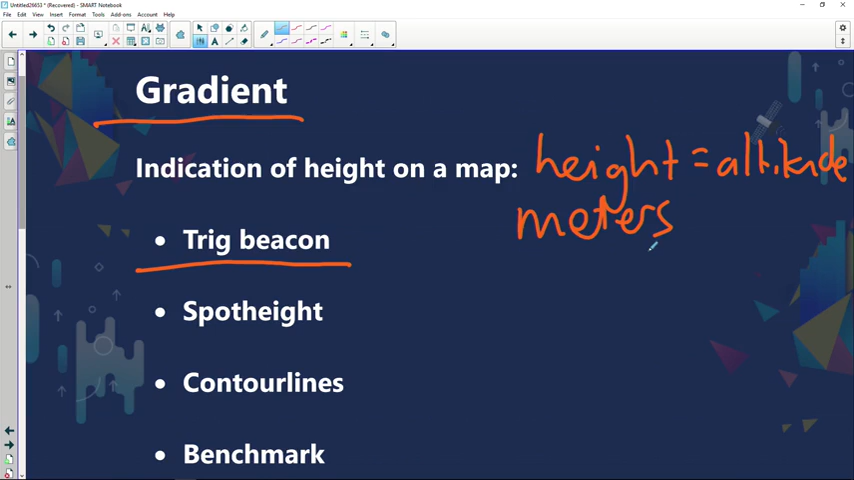 Untitled26653 * (Recovered) - SMART Notebook
File Edit View Insert Format Tools Add-ons Account Help
Gradient
Indication of height on a map: height = altitude
meters
• Trig beacon
• Spotheight
• Contourlines
• Benchmark